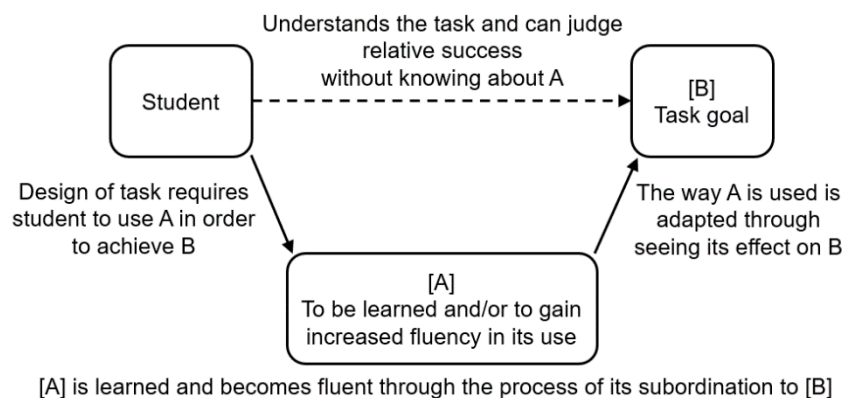 Understands the task and can judge
relative success
without knowing about A
Student
[B]
Task goal
Design of task requires
student to use A in order
to achieve B
The way A is used is
adapted through
seeing its effect on B
[A]
To be learned and/or to gain
increased fluency in its use
[A] is learned and becomes fluent through the process of its subordination to [B]